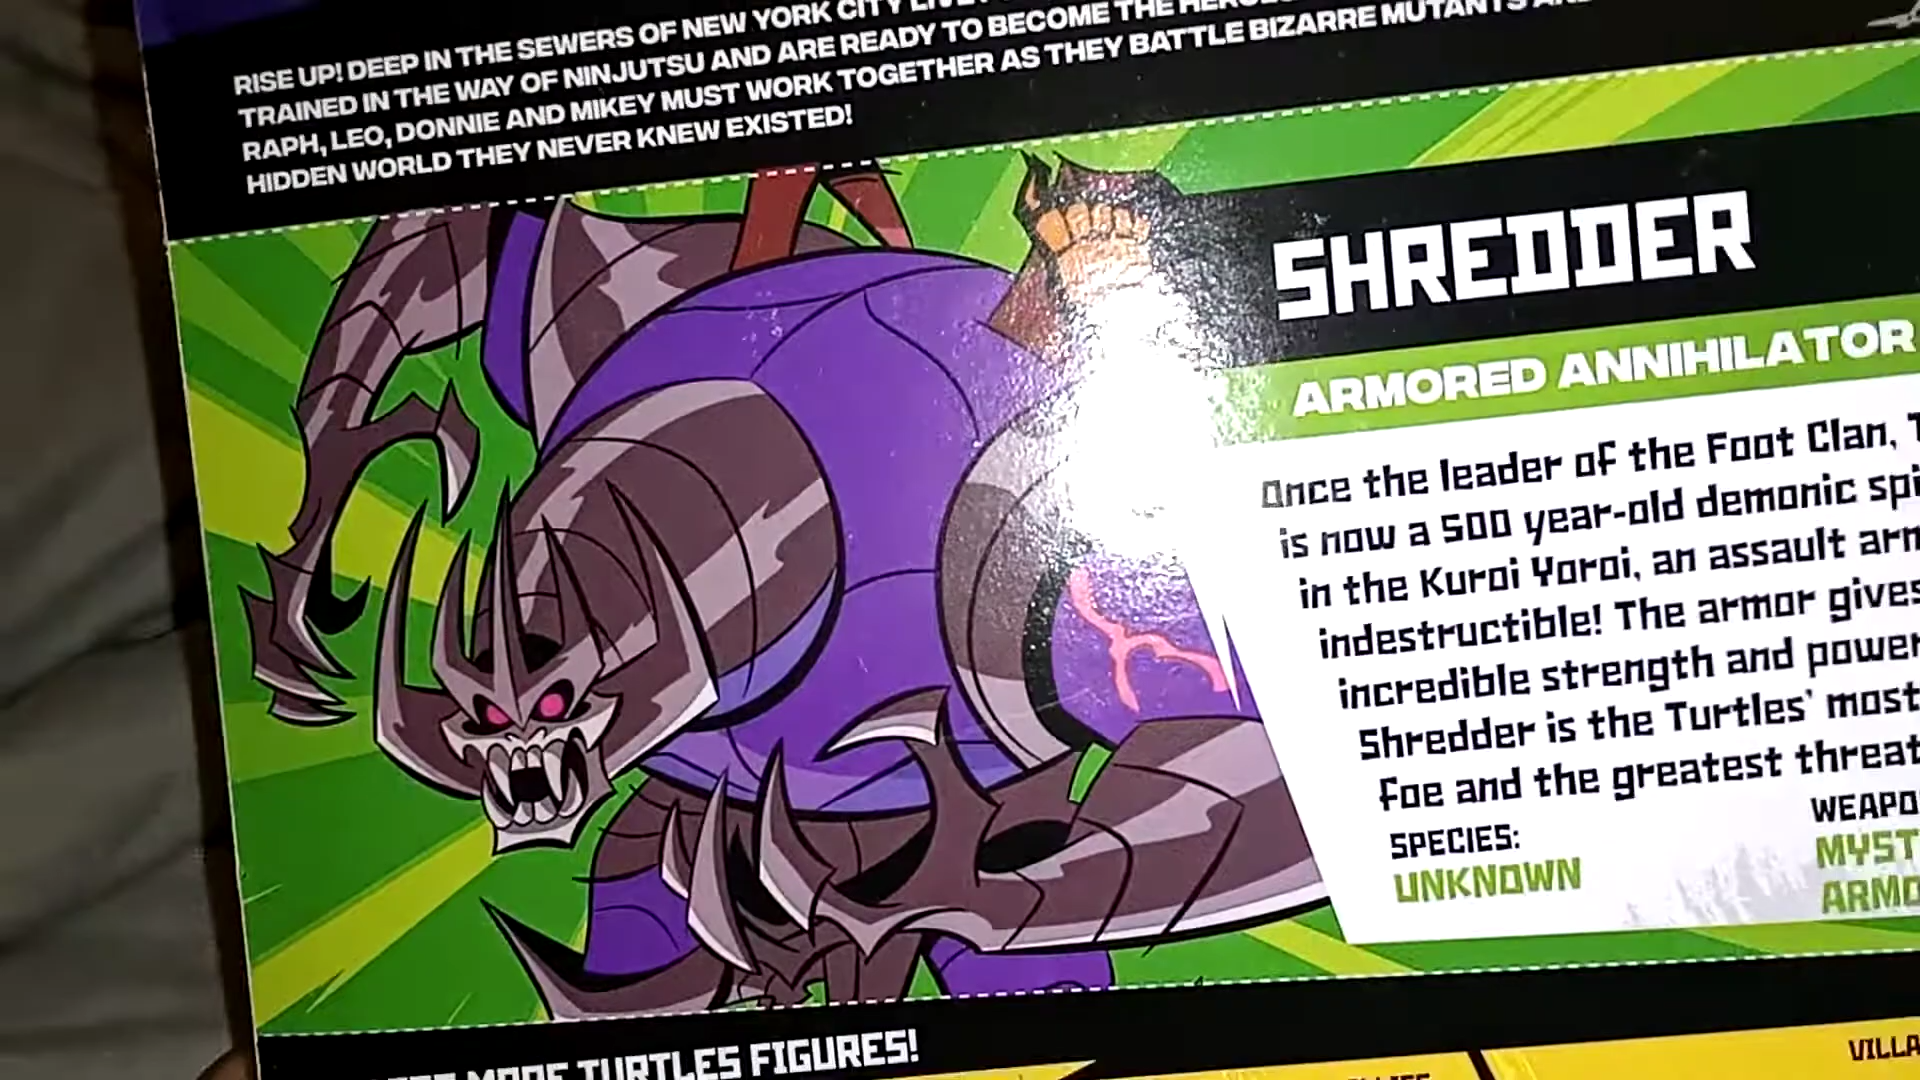 RISE UP! DEEP IN THE SEWERS OF NEW YORK CITY
TRAINED IN THE WAY OF NINJUTSU AND ARE READY TO BECOME THE
RAPH, LEO, DONNIE AND MIKEY MUST WORK TOGETHER AS THEY BATTLE BIZARRE MUTANTS
HIDDEN WORLD THEY NEVER KNEW EXISTED!
SHREDDER
ARMORED ANNIHILATOR
Once the leader of the Foot Clan,
is now a 500 year-old demonic
in the Kurai Yorai, an assault
indestructible! The armor gives
incredible strength and power
Shredder is the Turtles' most
foe and the greatest threat
SPECIES:
UNKNOWN
TURTLES FIGURES!